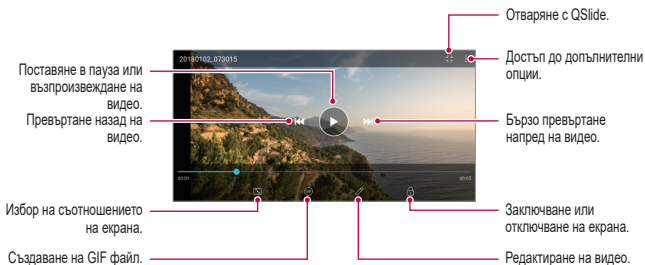 Отваряне с QSlide.
20180102_073015
Достъп до допълнителни
опции.
Поставяне в пауза или
възпроизвеждане на
видео.
Превъртане назад на
видео.
Бързо превъртане
напред на видео.
00:01
00:05
GIF
Избор на съотношението
на екрана.
Заключване или
отключване на екрана.
Създаване на GIF файл.
Редактиране на видео.